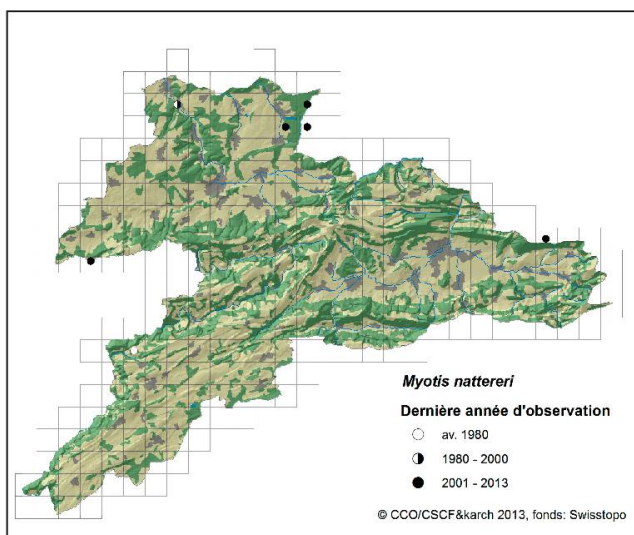 Myotis nattereri
Dernière année d'observation
av. 1980
1980 - 2000
2001 - 2013
© CCO/CSCF&karch 2013, fonds: Swisstopo